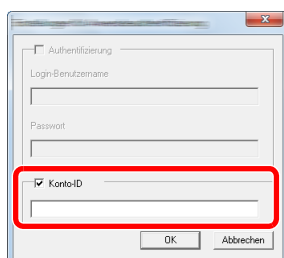 Authentifizierung
Login-Benutzername
Passwort
Konto-ID
OK
Abbrechen